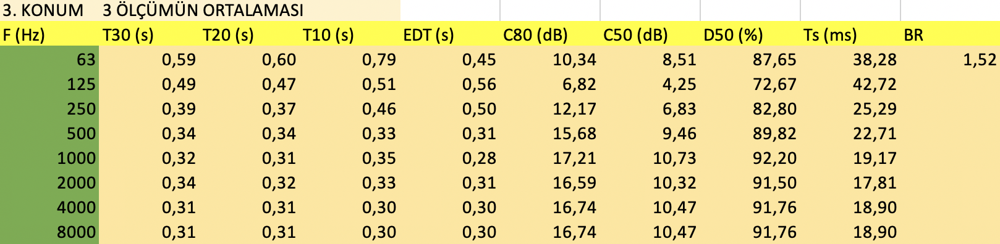 3. KONUM 3 ÖLÇÜMÜN ORTALAMASI
F (Hz) T30 (s) T20 (s) T10 (s) EDT (s) C80 (dB) C50 (dB) D50 (%) Ts (ms) BR
63 0,59 0,60 0,79 0,45 10,34 8,51 87,65 38,28 1,52
125 0,49 0,47 0,51 0,56 6,82 4,25 72,67 42,72
250 0,39 0,37 0,46 0,50 12,17 6,83 82,80 25,29
500 0,34 0,34 0,33 0,31 15,68 9,46 89,82 22,71
1000 0,32 0,31 0,35 0,28 17,21 10,73 92,20 19,17
2000 0,34 0,32 0,33 0,31 16,59 10,32 91,50 17,81
4000 0,31 0,31 0,30 0,30 16,74 10,47 91,76 18,90
8000 0,31 0,31 0,30 0,30 16,74 10,47 91,76 18,90